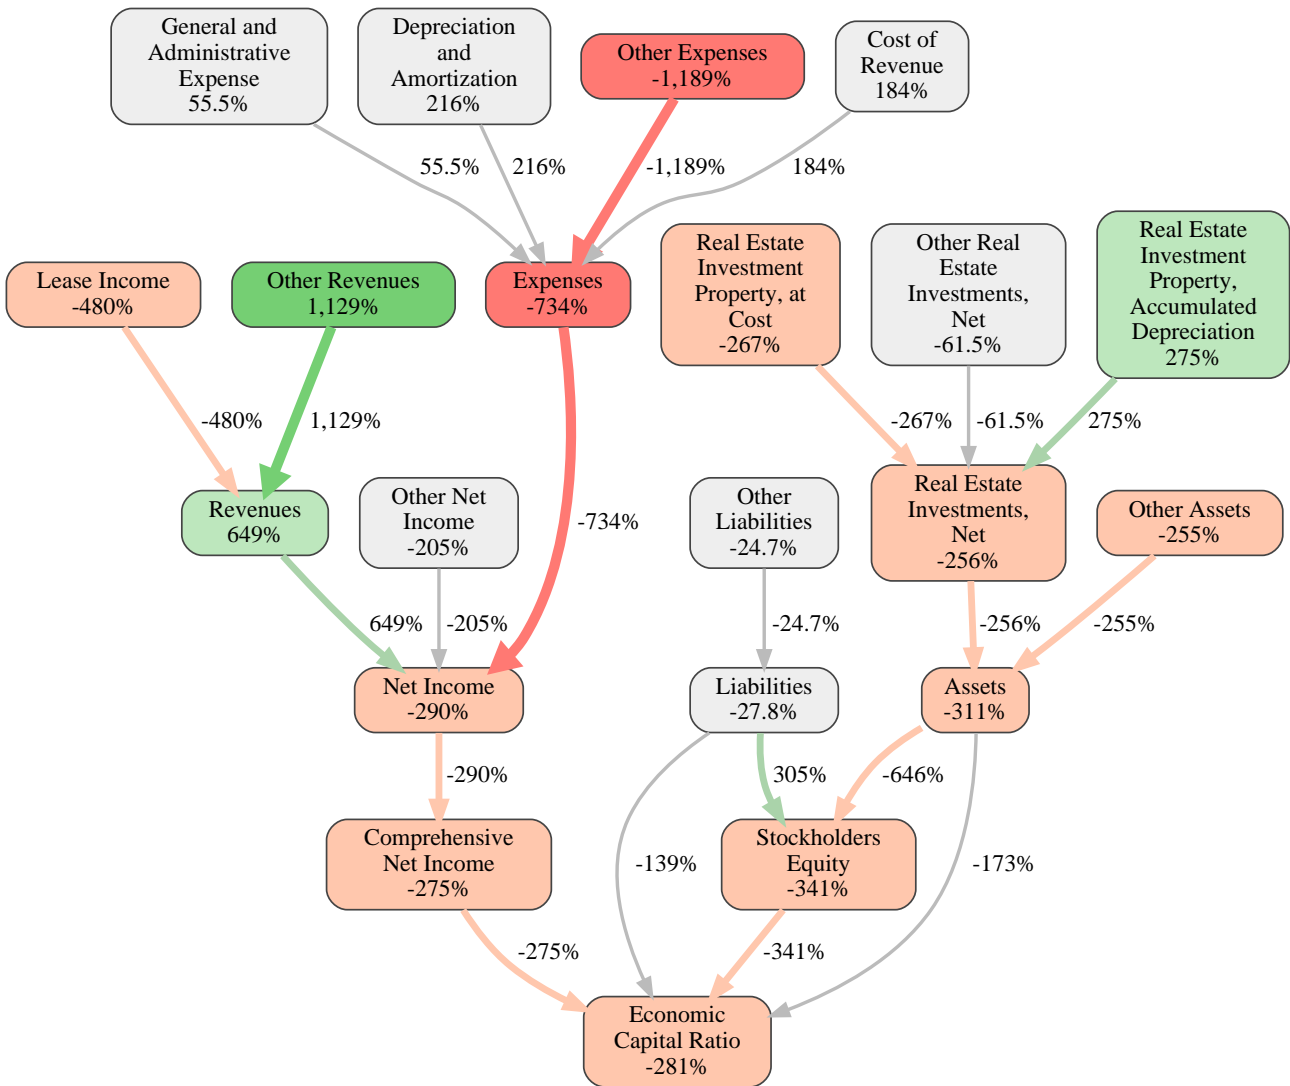 General and
Administrative
Expense
55.5%
Depreciation
and
Amortization
216%
Other Expenses
-1,189%
Cost of
Revenue
184%
55.5%
216%
-1,189%
184%
Lease Income
-480%
Other Revenues
1,129%
Expenses
-734%
Real Estate
Investment
Property, at
Cost
-267%
Other Real
Estate
Investments,
Net
-61.5%
Real Estate
Investment
Property,
Accumulated
Depreciation
275%
-480%
1,129%
-267%
-61.5%
275%
Revenues
649%
Other Net
Income
-205%
-734%
Other
Liabilities
-24.7%
Real Estate
Investments,
Net
-256%
Other Assets
-255%
649%
-205%
-24.7%
-256%
-255%
Net Income
-290%
Liabilities
-27.8%
Assets
-311%
-290%
305%
-646%
Comprehensive
Net Income
-275%
-139%
Stockholders
Equity
-341%
-173%
-275%
-341%
Economic
Capital Ratio
-281%